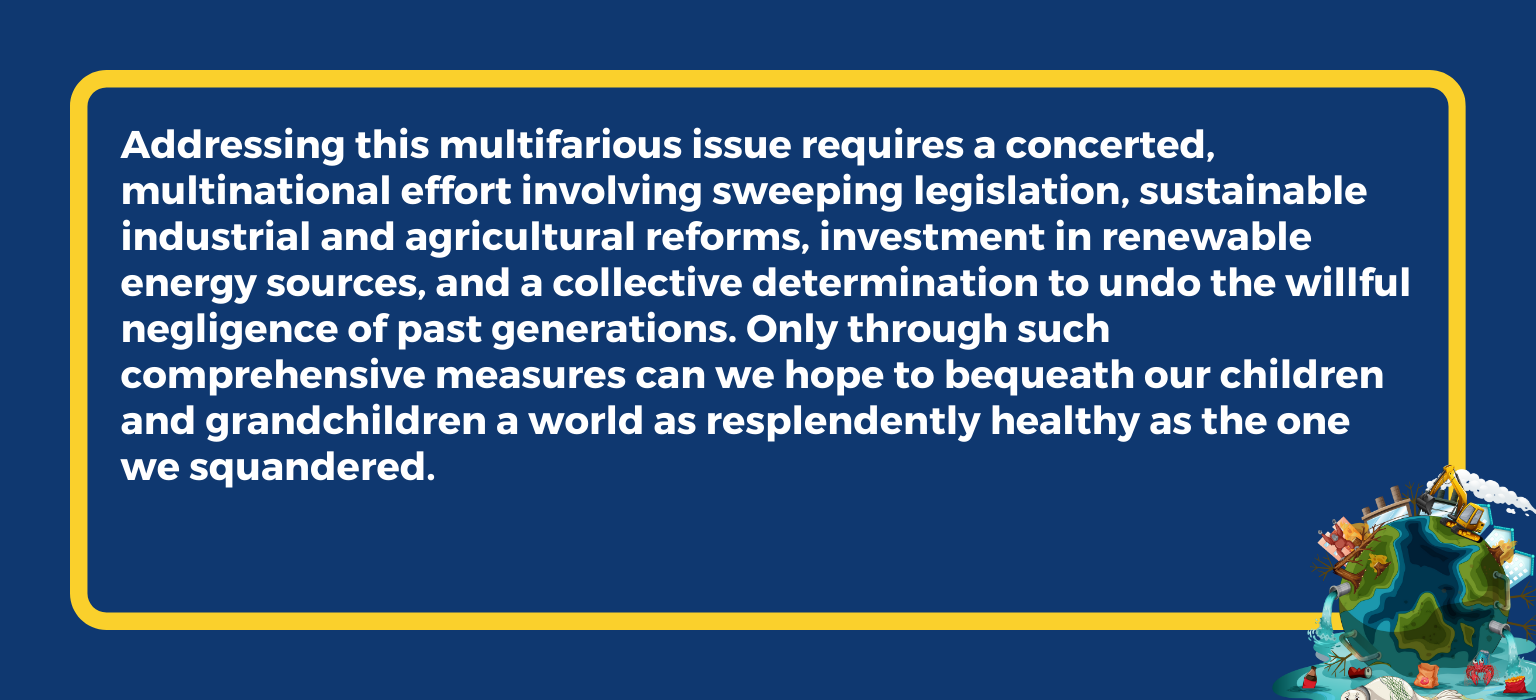 Addressing this multifarious issue requires a concerted,
multinational effort involving sweeping legislation, sustainable
industrial and agricultural reforms, investment in renewable
energy sources, and a collective determination to undo the willful
negligence of past generations. Only through such
comprehensive measures can we hope to bequeath our children
and grandchildren a world as resplendently healthy as the one
we squandered.